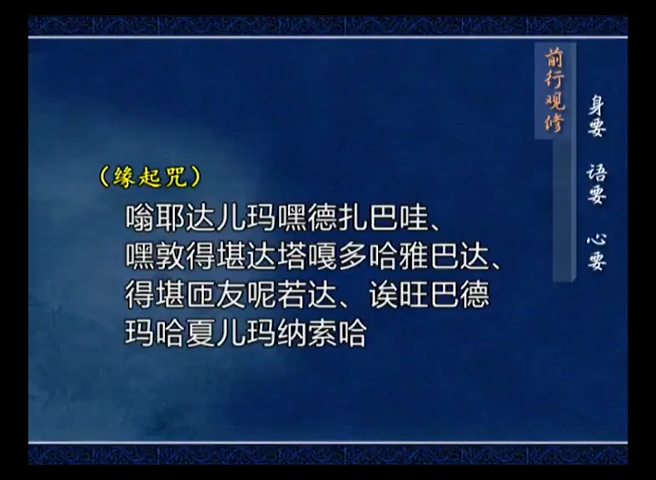 前行观修
身要 语要 心要
（缘起咒）
嗡耶达儿玛嘿德扎巴哇、
嘿敦得堪达塔嘎多哈雅巴达、
得堪匝友呢若达、诶旺巴德
玛哈夏儿玛纳索哈